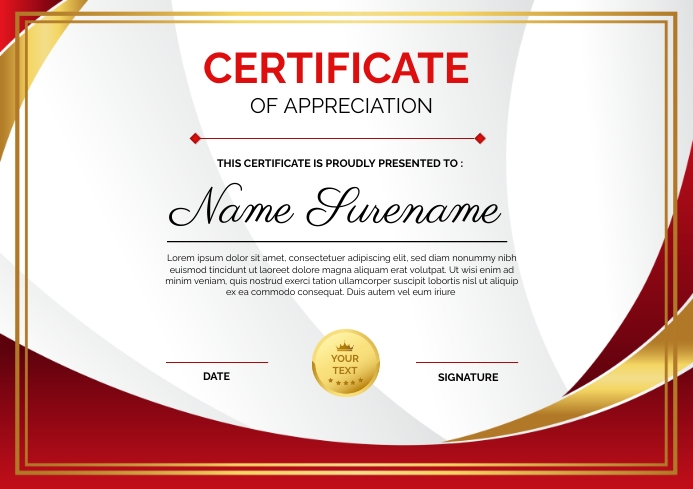 CERTIFICATE
OF APPRECIATION
THIS CERTIFICATE IS PROUDLY PRESENTED TO :
Name Surename
Lorem ipsum dolor sit amet, consectetuer adipiscing elit, sed diam nonummy nibh
euismod tincidunt ut laoreet dolore magna aliquam erat volutpat. Ut wisi enim ad
minim veniam, quis nostrud exerci tation ullamcorper suscipit lobortis nisl ut aliquip
ex ea commodo consequat. Duis autem vel eum iriure
YOUR
TEXT
DATE
SIGNATURE